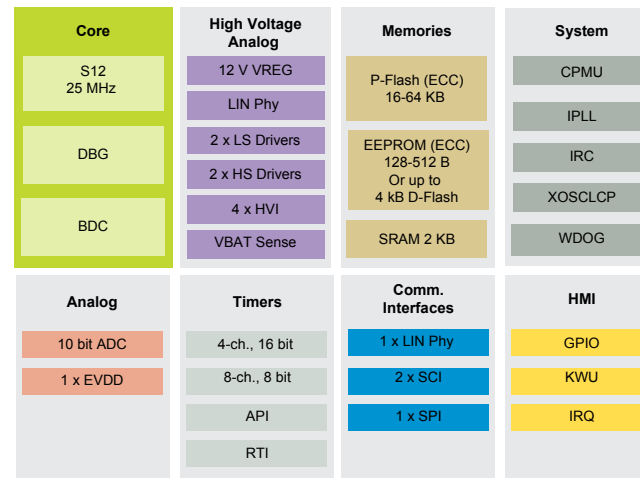 Core
S12
25 MHz
DBG
BDC
High Voltage
Analog
12 V VREG
LIN Phy
2 x LS Drivers
2 x HS Drivers
4 x HVI
VBAT Sense
Memories
P-Flash (ECC)
16-64 KB
EEPROM (ECC)
128-512 B
Or up to
4 kB D-Flash
SRAM 2 KB
System
CPMU
IPLL
IRC
XOSCLCP
WDOG
Analog
10 bit ADC
1 x EVDD
Timers
4-ch., 16 bit
8-ch., 8 bit
API
RTI
Comm.
Interfaces
1 x LIN Phy
2 x SCI
1 x SPI
HMI
GPIO
KWU
IRQ